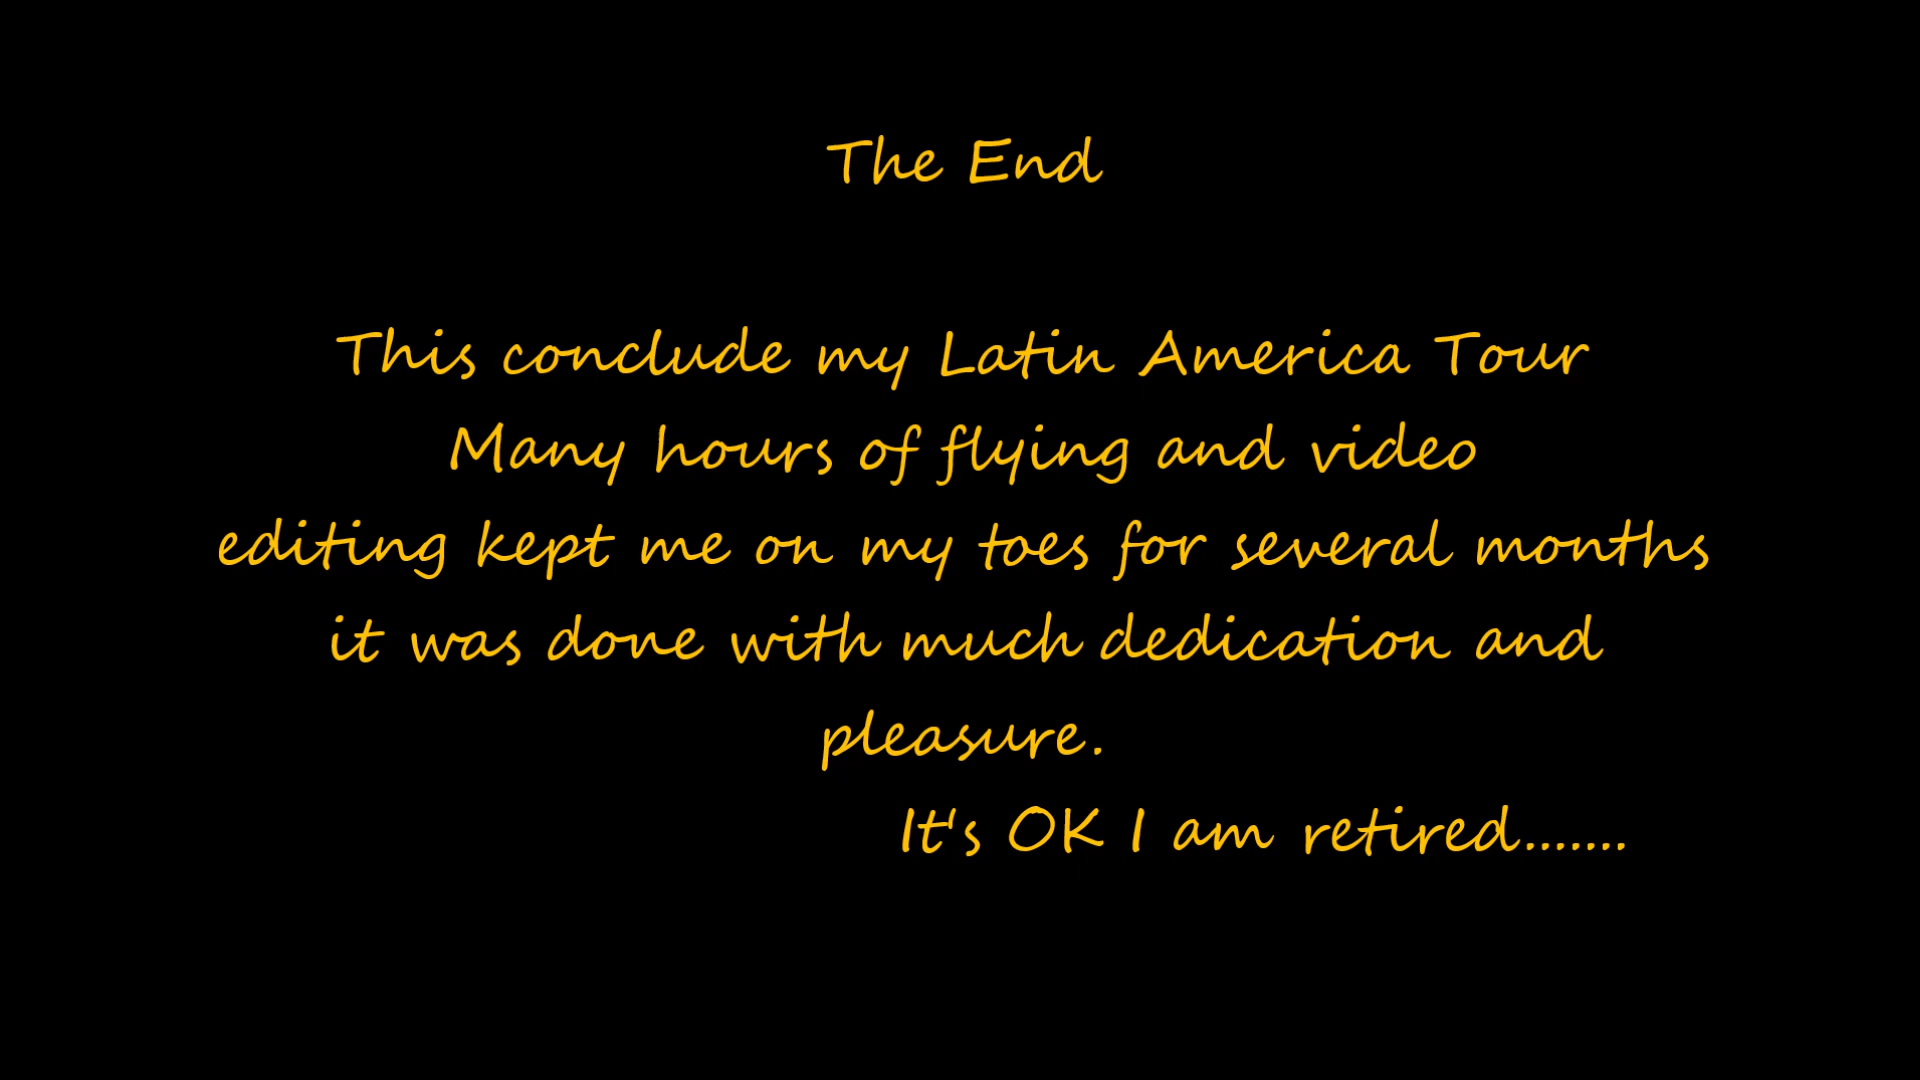 The End
This conclude my Latin America Tour
Many hours of flying and video
editing kept me on my toes for several months
it was done with much dedication and
pleasure.
It's OK I am retired.......